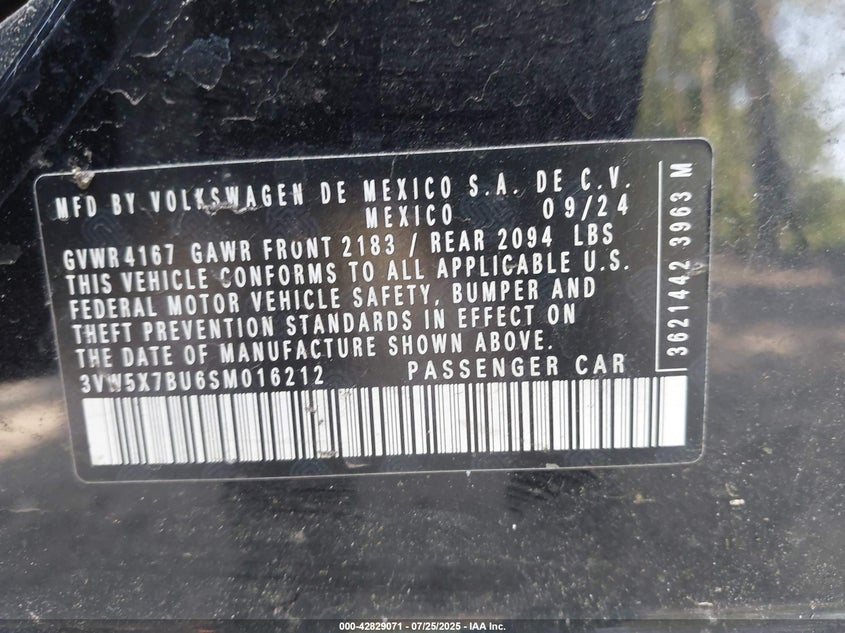 MFD BY VOLKSWAGEN DE MEXICO S.A. DE C.V.
MEXICO 09/24
GVWR 4167 GAWR FRONT 2183 / REAR 2094 LBS
THIS VEHICLE CONFORMS TO ALL APPLICABLE U.S.
FEDERAL MOTOR VEHICLE SAFETY, BUMPER AND
THEFT PREVENTION STANDARDS IN EFFECT ON
THE DATE OF MANUFACTURE SHOWN ABOVE.
3VW5X7BU6SM016212 PASSENGER CAR
3621442 3963 M
000-42829071 - 07/25/2025 - IAA Inc.